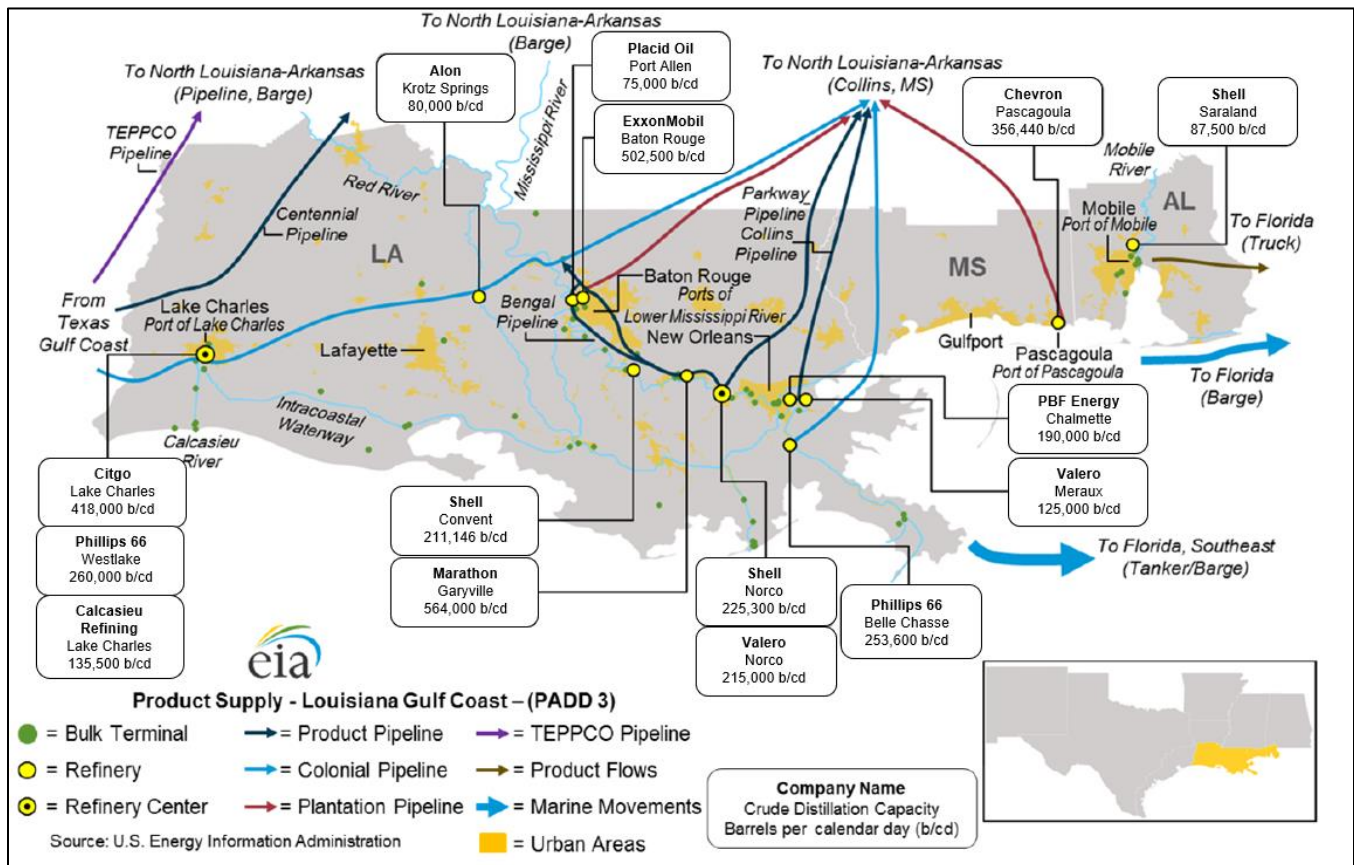 To North Louisiana-Arkansas
(Barge)
To North Louisiana-Arkansas
(Pipeline, Barge)
TEPPCO
Pipeline
Alon
Krotz Springs
80,000 b/cd
Placid Oil
Port Allen
75,000 b/cd
ExxonMobil
Baton Rouge
502,500 b/cd
To North Louisiana-Arkansas
(Collins, MS)
Chevron
Pascagoula
356,440 b/cd
Shell
Saraland
87,500 b/cd
Mississippi River
Red River
Centennial
Pipeline
LA
Parkway
Pipeline
Collins
Pipeline
MS
Mobile
River
AL
Mobile
Port of Mobile
To Florida
(Truck)
From
Texas
Gulf Coast
Lake Charles
Port of Lake Charles
Lafayette
Bengal
Pipeline
Baton Rouge
Ports of
Lower Mississippi River
New Orleans
Gulfport
Pascagoula
Port of Pascagoula
To Florida
(Barge)
Intracoastal
Waterway
Calcasieu
River
Citgo
Lake Charles
418,000 b/cd
Phillips 66
Westlake
260,000 b/cd
Calcasieu
Refining
Lake Charles
135,500 b/cd
Shell
Convent
211,146 b/cd
Marathon
Garyville
564,000 b/cd
Shell
Norco
225,300 b/cd
Valero
Norco
215,000 b/cd
Phillips 66
Belle Chasse
253,600 b/cd
PBF Energy
Chalmette
190,000 b/cd
Valero
Meraux
125,000 b/cd
To Florida, Southeast
(Tanker/Barge)
eia
Product Supply - Louisiana Gulf Coast – (PADD 3)
= Bulk Terminal
= Product Pipeline
= TEPPCO Pipeline
= Refinery
= Colonial Pipeline
= Product Flows
= Refinery Center
= Plantation Pipeline
= Marine Movements
Source: U.S. Energy Information Administration
= Urban Areas
Company Name
Crude Distillation Capacity
Barrels per calendar day (b/cd)